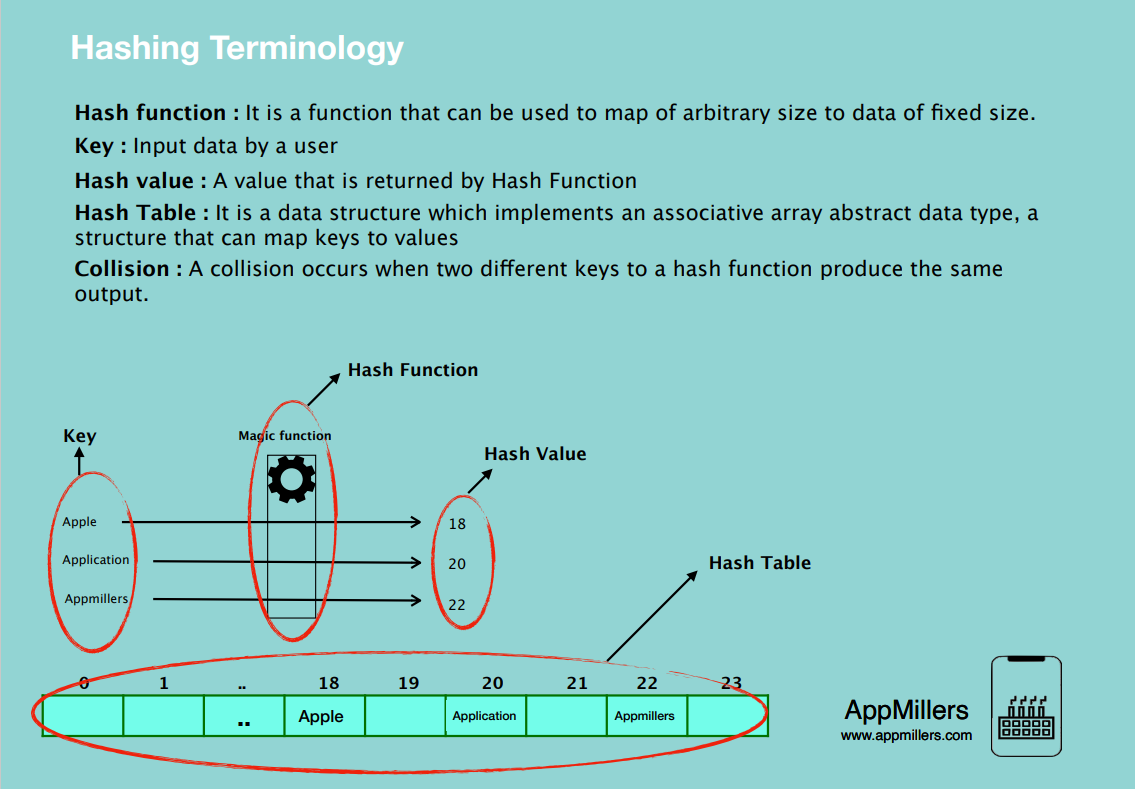 Hashing Terminology
Hash function : It is a function that can be used to map of arbitrary size to data of fixed size.
Key : Input data by a user
Hash value : A value that is returned by Hash Function
Hash Table : It is a data structure which implements an associative array abstract data type, a
structure that can map keys to values
Collision : A collision occurs when two different keys to a hash function produce the same
output.
Hash Function
Key
Magic function
Hash Value
Apple
18
Application
20
Appmillers
22
Hash Table
0 1 .. 18 19 20 21 22 23
.. Apple Application Appmillers
AppMillers
www.appmillers.com